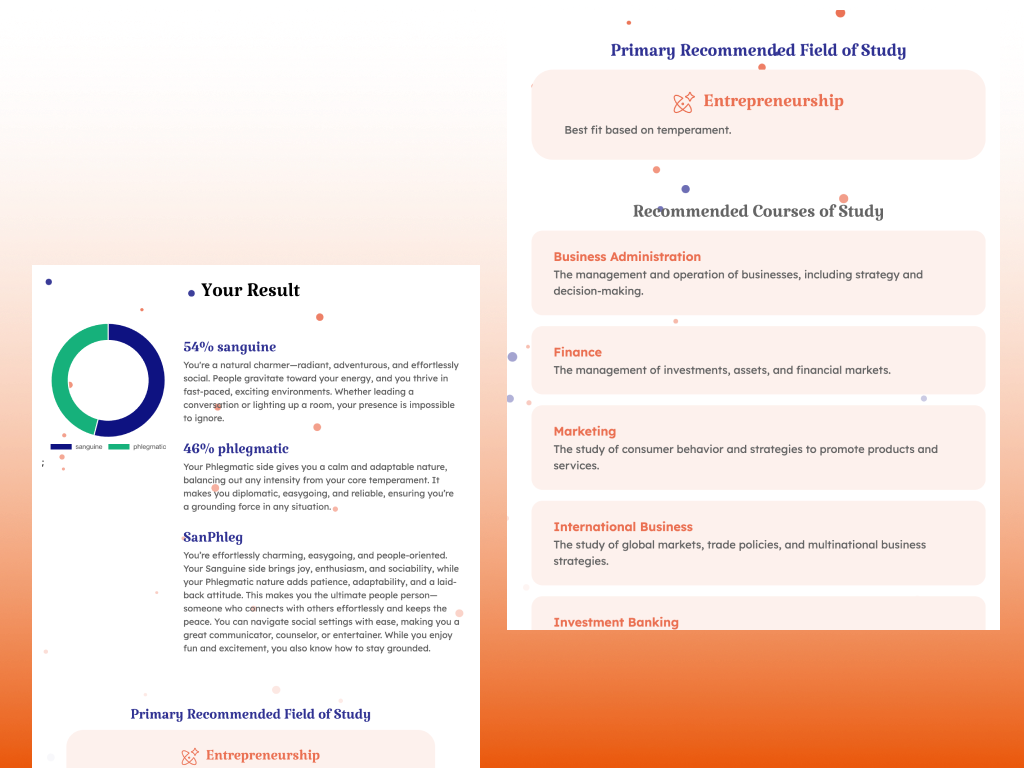 Your Result
sanguine
phlegmatic
;
54% sanguine
You're a natural charmer—radiant, adventurous, and effortlessly
social. People gravitate toward your energy, and you thrive in
fast-paced, exciting environments. Whether leading a
conversation or lighting up a room, your presence is impossible
to ignore.
46% phlegmatic
Your Phlegmatic side gives you a calm and adaptable nature,
balancing out any intensity from your core temperament. It
makes you diplomatic, easygoing, and reliable, ensuring you're
a grounding force in any situation.
SanPhleg
You're effortlessly charming, easygoing, and people-oriented.
Your Sanguine side brings joy, enthusiasm, and sociability, while
your Phlegmatic nature adds patience, adaptability, and a laid-
back attitude. This makes you the ultimate people person—
someone who connects with others effortlessly and keeps the
peace. You can navigate social settings with ease, making you a
great communicator, counselor, or entertainer. While you enjoy
fun and excitement, you also know how to stay grounded.
Primary Recommended Field of Study
Entrepreneurship
Primary Recommended Field of Study
Entrepreneurship
Best fit based on temperament.
Recommended Courses of Study
Business Administration
The management and operation of businesses, including strategy and
decision-making.
Finance
The management of investments, assets, and financial markets.
Marketing
The study of consumer behavior and strategies to promote products and
services.
International Business
The study of global markets, trade policies, and multinational business
strategies.
Investment Banking